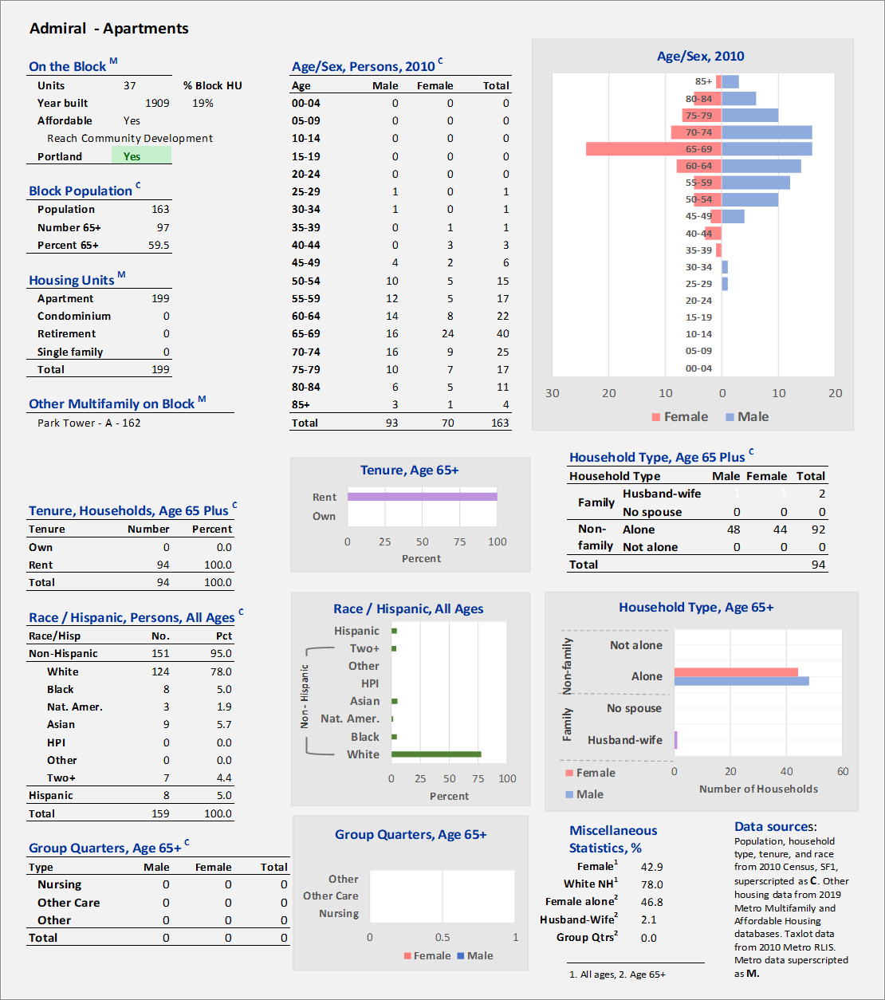 Admiral - Apartments
On the Block M
Units 37 % Block HU
Year built 1909 19%
Affordable Yes
Reach Community Development
Portland Yes
Block Population C
Population 163
Number 65+ 97
Percent 65+ 59.5
Housing Units M
Apartment 199
Condominium 0
Retirement 0
Single family 0
Total 199
Other Multifamily on Block M
Park Tower - A - 162
Age/Sex, Persons, 2010 C
Age Male Female Total
00-04 0 0 0
05-09 0 0 0
10-14 0 0 0
15-19 0 0 0
20-24 0 0 0
25-29 1 0 1
30-34 1 0 1
35-39 0 1 1
40-44 0 3 3
45-49 4 2 6
50-54 10 5 15
55-59 12 5 17
60-64 14 8 22
65-69 16 24 40
70-74 16 9 25
75-79 10 7 17
80-84 6 5 11
85+ 3 1 4
Total 93 70 163
Age/Sex, 2010
85+
80-84
75-79
70-74
65-69
60-64
55-59
50-54
45-49
40-44
35-39
30-34
25-29
20-24
15-19
10-14
05-09
00-04
30 20 10 0 10 20
Female Male
Tenure, Households, Age 65 Plus C
Tenure Number Percent
Own 0 0.0
Rent 94 100.0
Total 94 100.0
Tenure, Age 65+
Rent
Own
0 25 50 75 100
Percent
Household Type, Age 65 Plus C
Household Type Male Female Total
Family Husband-wife 1 1 2
No spouse 0 0 0
Non-family Alone 48 44 92
Not alone 0 0 0
Total 94
Race / Hispanic, Persons, All Ages C
Race/Hisp No. Pct
Non-Hispanic 151 95.0
White 124 78.0
Black 8 5.0
Nat. Amer. 3 1.9
Asian 9 5.7
HPI 0 0.0
Other 0 0.0
Two+ 7 4.4
Hispanic 8 5.0
Total 159 100.0
Race / Hispanic, All Ages
Hispanic
Two+
Other
HPI
Asian
Nat. Amer.
Black
White
Non - Hispanic
0 25 50 75 100
Percent
Household Type, Age 65+
Non-family
Not alone
Alone
Family
No spouse
Husband-wife
0 20 40 60
Number of Households
Female
Male
Group Quarters, Age 65+ C
Type Male Female Total
Nursing 0 0 0
Other Care 0 0 0
Other 0 0 0
Total 0 0 0
Group Quarters, Age 65+
Other
Other Care
Nursing
0 0.5 1
Female Male
Miscellaneous
Statistics, %
Female1 42.9
White NH1 78.0
Female alone2 46.8
Husband-Wife2 2.1
Group Qtrs2 0.0
1. All ages, 2. Age 65+
Data sources:
Population, household
type, tenure, and race
from 2010 Census, SF1,
superscripted as C. Other
housing data from 2019
Metro Multifamily and
Affordable Housing
databases. Taxlot data
from 2010 Metro RLIS.
Metro data superscripted
as M.